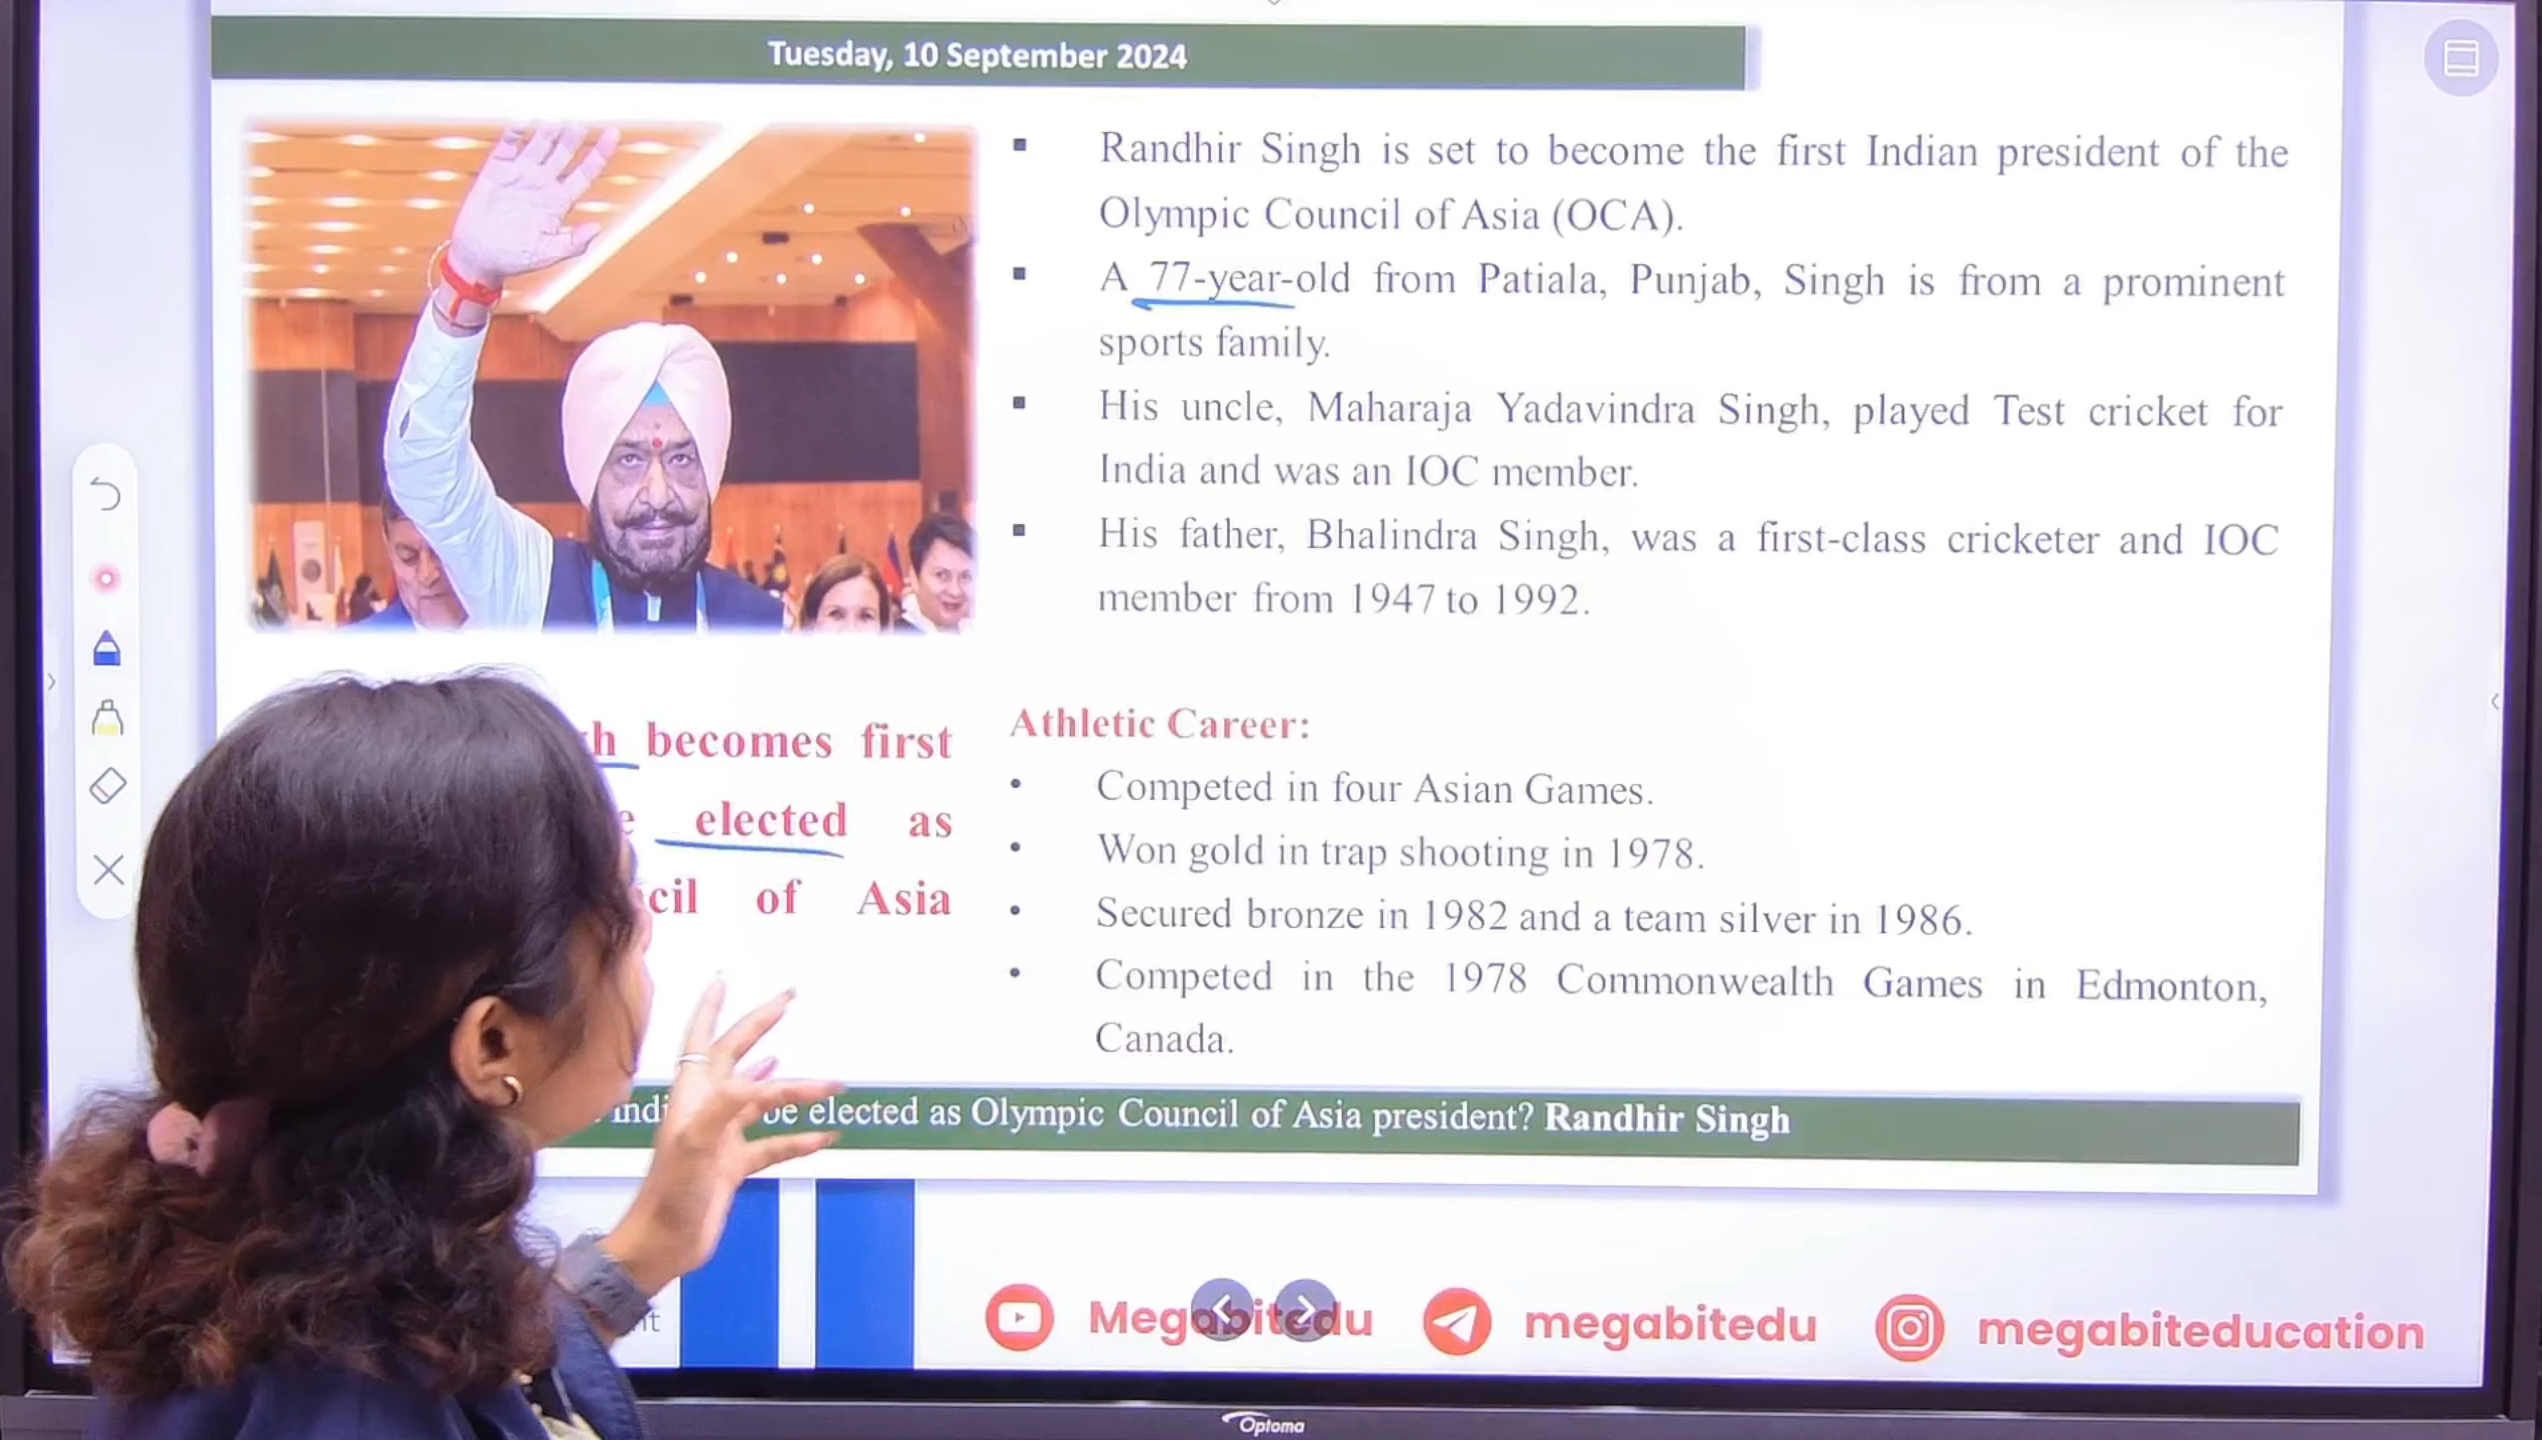 Tuesday, 10 September 2024
Randhir Singh is set to become the first Indian president of the
Olympic Council of Asia (OCA).
A 77-year-old from Patiala, Punjab, Singh is from a prominent
sports family.
His uncle, Maharaja Yadavindra Singh, played Test cricket for
India and was an IOC member.
His father, Bhalindra Singh, was a first-class cricketer and IOC
member from 1947 to 1992.
becomes first
elected as
of Asia
Athletic Career:
Competed in four Asian Games.
Won gold in trap shooting in 1978.
Secured bronze in 1982 and a team silver in 1986.
Competed in the 1978 Commonwealth Games in Edmonton,
Canada.
be elected as Olympic Council of Asia president? Randhir Singh
Megabitedu
megabitedu
megabiteducation
Optoma